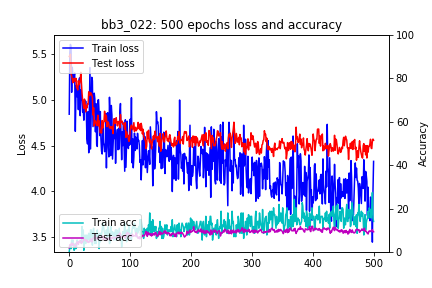 bb3_022: 500 epochs loss and accuracy
Train loss
Test loss
Train acc
Test acc
Loss
5.5
5.0
4.5
4.0
3.5
Accuracy
100
80
60
40
20
0
0 100 200 300 400 500